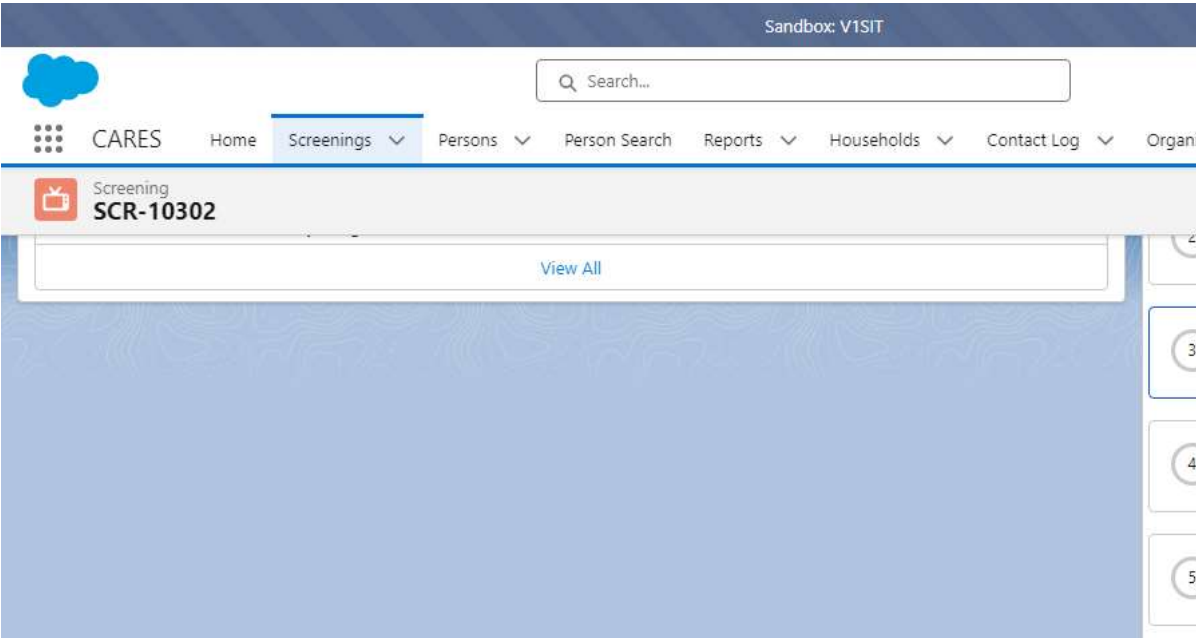 Sandbox: V1SIT
Search...
CARES Home Screenings Persons Person Search Reports Households Contact Log Organi
Screening
SCR-10302
View All
3
4
5